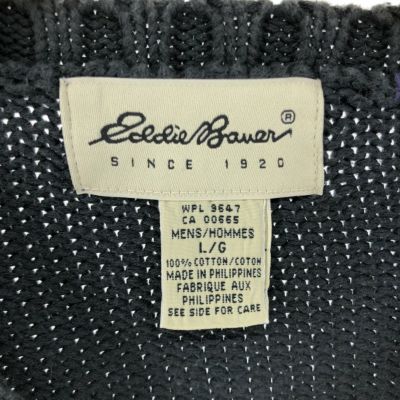 Eddie Bauer ®
SINCE 1920
WPL 9647
CA 00665
MENS/HOMMES
L/G
100% COTTON/COTON
MADE IN PHILIPPINES
FABRIQUE AUX
PHILIPPINES
SEE SIDE FOR CARE